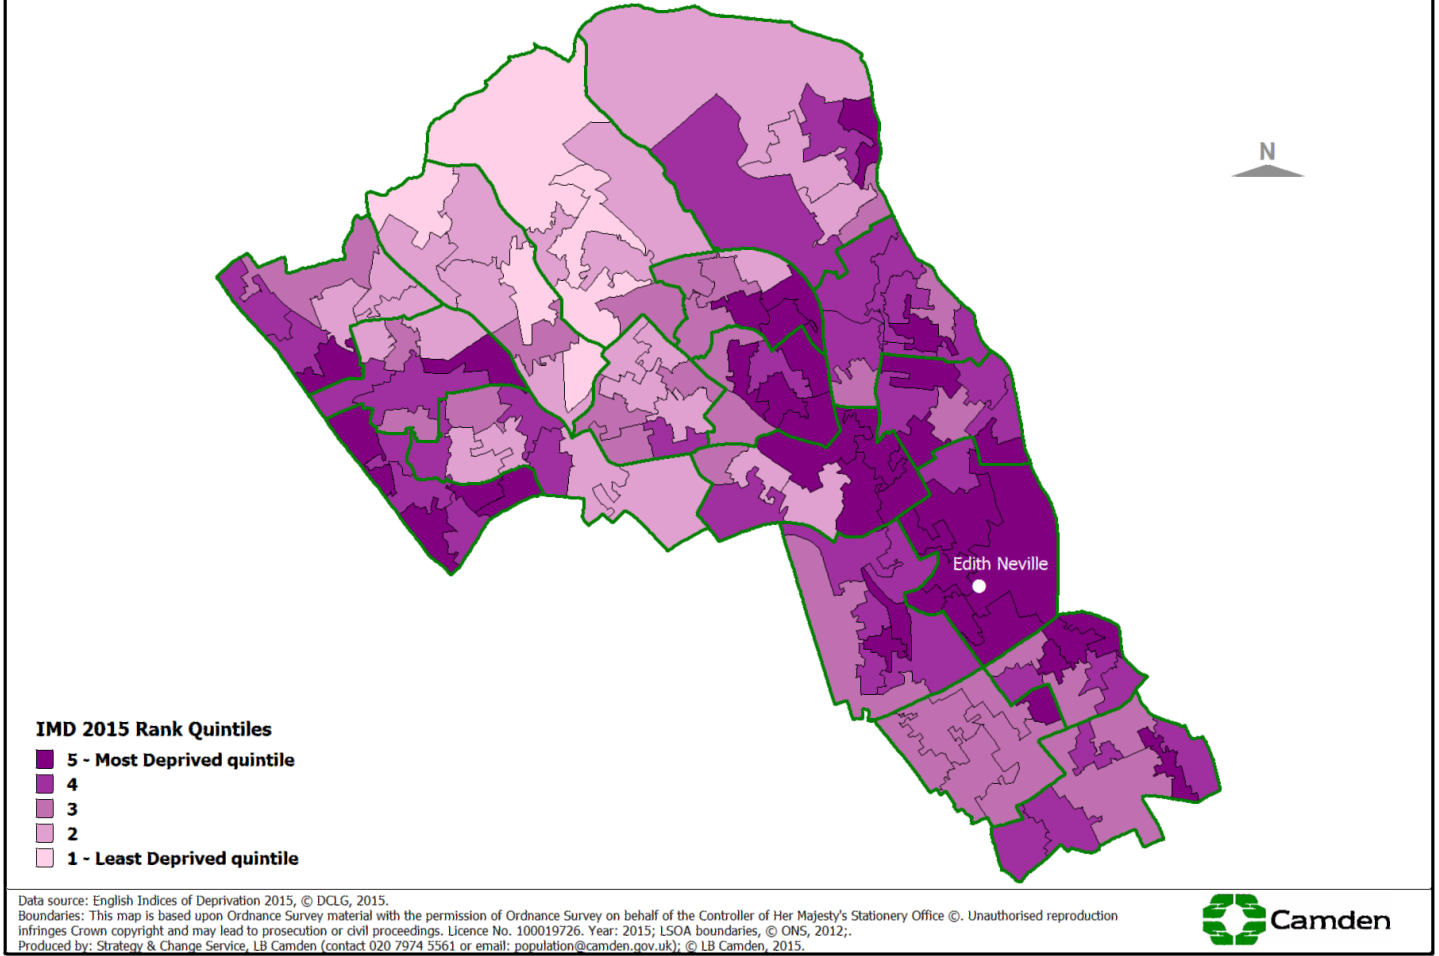 N
Edith Neville
IMD 2015 Rank Quintiles
5 - Most Deprived quintile
4
3
2
1 - Least Deprived quintile
Data source: English Indices of Deprivation 2015, © DCLG, 2015.
Boundaries: This map is based upon Ordnance Survey material with the permission of Ordnance Survey on behalf of the Controller of Her Majesty's Stationery Office ©. Unauthorised reproduction
infringes Crown copyright and may lead to prosecution or civil proceedings. Licence No. 100019726. Year: 2015; LSOA boundaries, © ONS, 2012;.
Produced by: Strategy & Change Service, LB Camden (contact 020 7974 5561 or email: population@camden.gov.uk); © LB Camden, 2015.
Camden